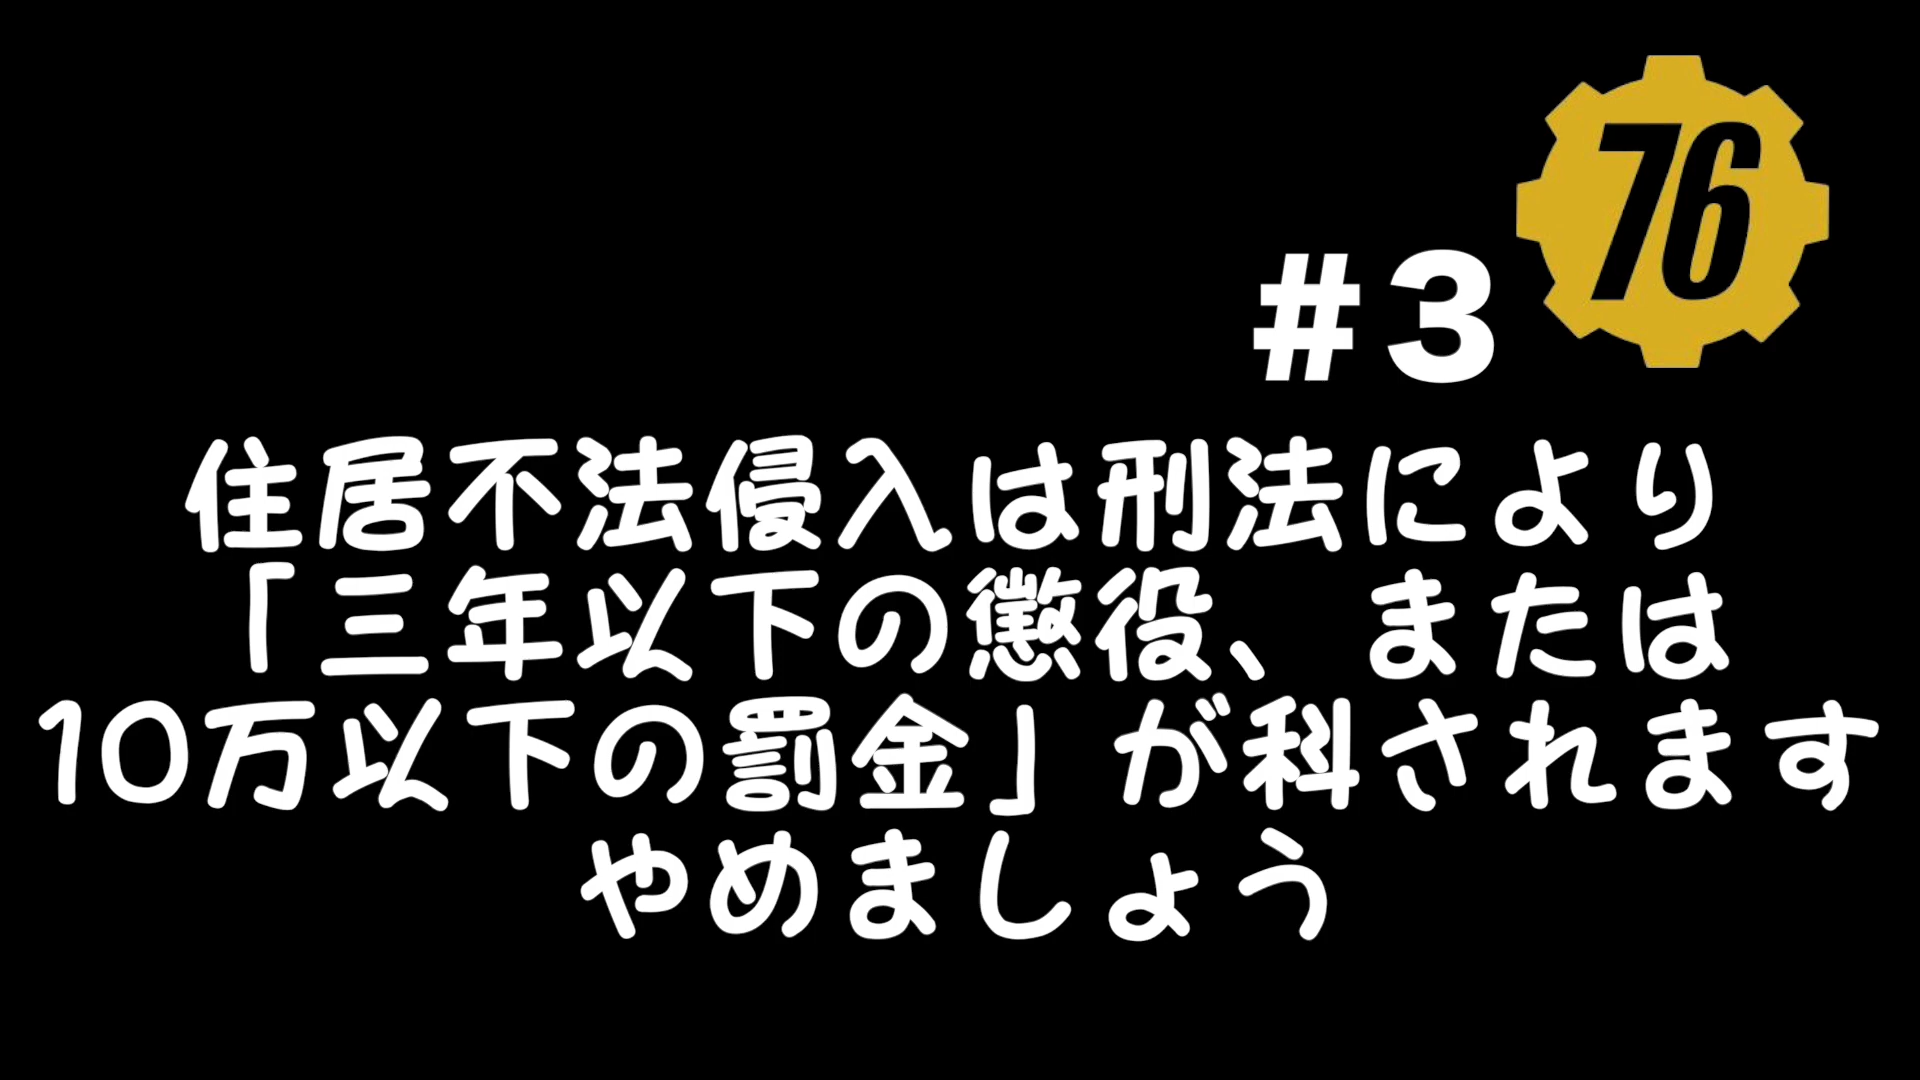 76
#3
住居不法侵入は刑法により
「三年以下の懲役、または
10万以下の罰金」が科されます
やめましょう